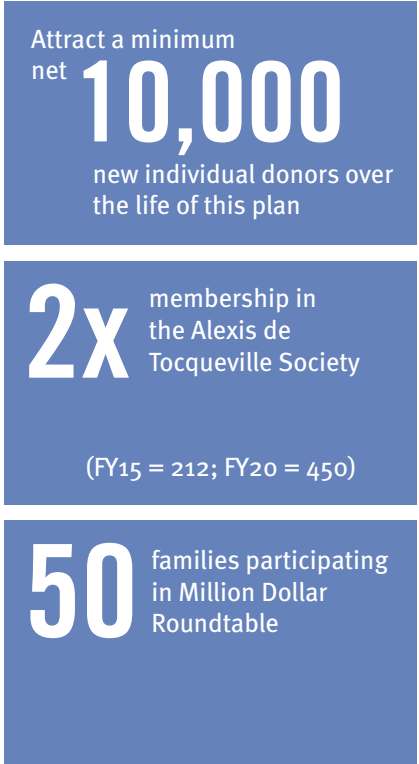 Attract a minimum
net 10,000
new individual donors over
the life of this plan
2x membership in
the Alexis de
Tocqueville Society
(FY15 = 212; FY20 = 450)
50 families participating
in Million Dollar
Roundtable